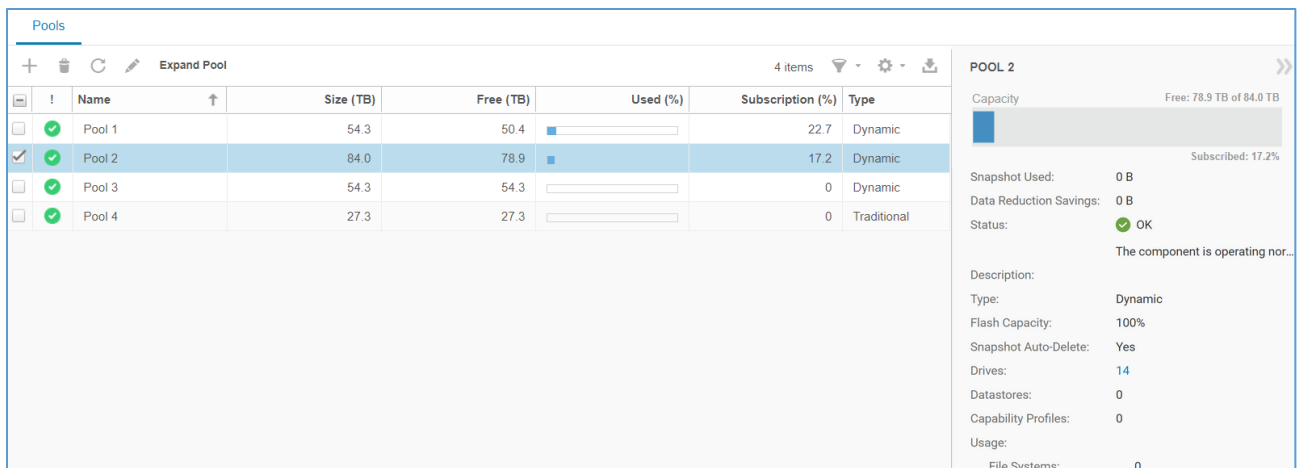 Pools
Expand Pool
4 items
! Name Size (TB) Free (TB) Used (%) Subscription (%) Type
Pool 1 54.3 50.4 22.7 Dynamic
Pool 2 84.0 78.9 17.2 Dynamic
Pool 3 54.3 54.3 0 Dynamic
Pool 4 27.3 27.3 0 Traditional
POOL 2
Capacity Free: 78.9 TB of 84.0 TB
Subscribed: 17.2%
Snapshot Used: 0 B
Data Reduction Savings: 0 B
Status: OK
The component is operating nor...
Description:
Type: Dynamic
Flash Capacity: 100%
Snapshot Auto-Delete: Yes
Drives: 14
Datastores: 0
Capability Profiles: 0
Usage:
File Systems: 0